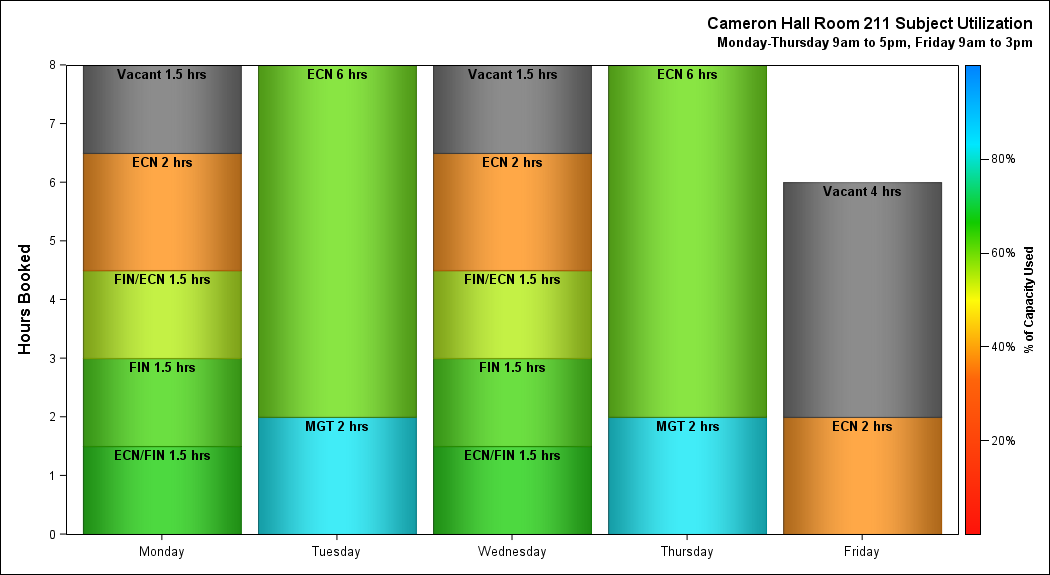 Cameron Hall Room 211 Subject Utilization
Monday-Thursday 9am to 5pm, Friday 9am to 3pm
Hours Booked
8
7
6
5
4
3
2
1
0
Vacant 1.5 hrs
ECN 2 hrs
FIN/ECN 1.5 hrs
FIN 1.5 hrs
ECN/FIN 1.5 hrs
Monday
ECN 6 hrs
MGT 2 hrs
Tuesday
Vacant 1.5 hrs
ECN 2 hrs
FIN/ECN 1.5 hrs
FIN 1.5 hrs
ECN/FIN 1.5 hrs
Wednesday
ECN 6 hrs
MGT 2 hrs
Thursday
Vacant 4 hrs
ECN 2 hrs
Friday
80%
60%
40%
20%
% of Capacity Used